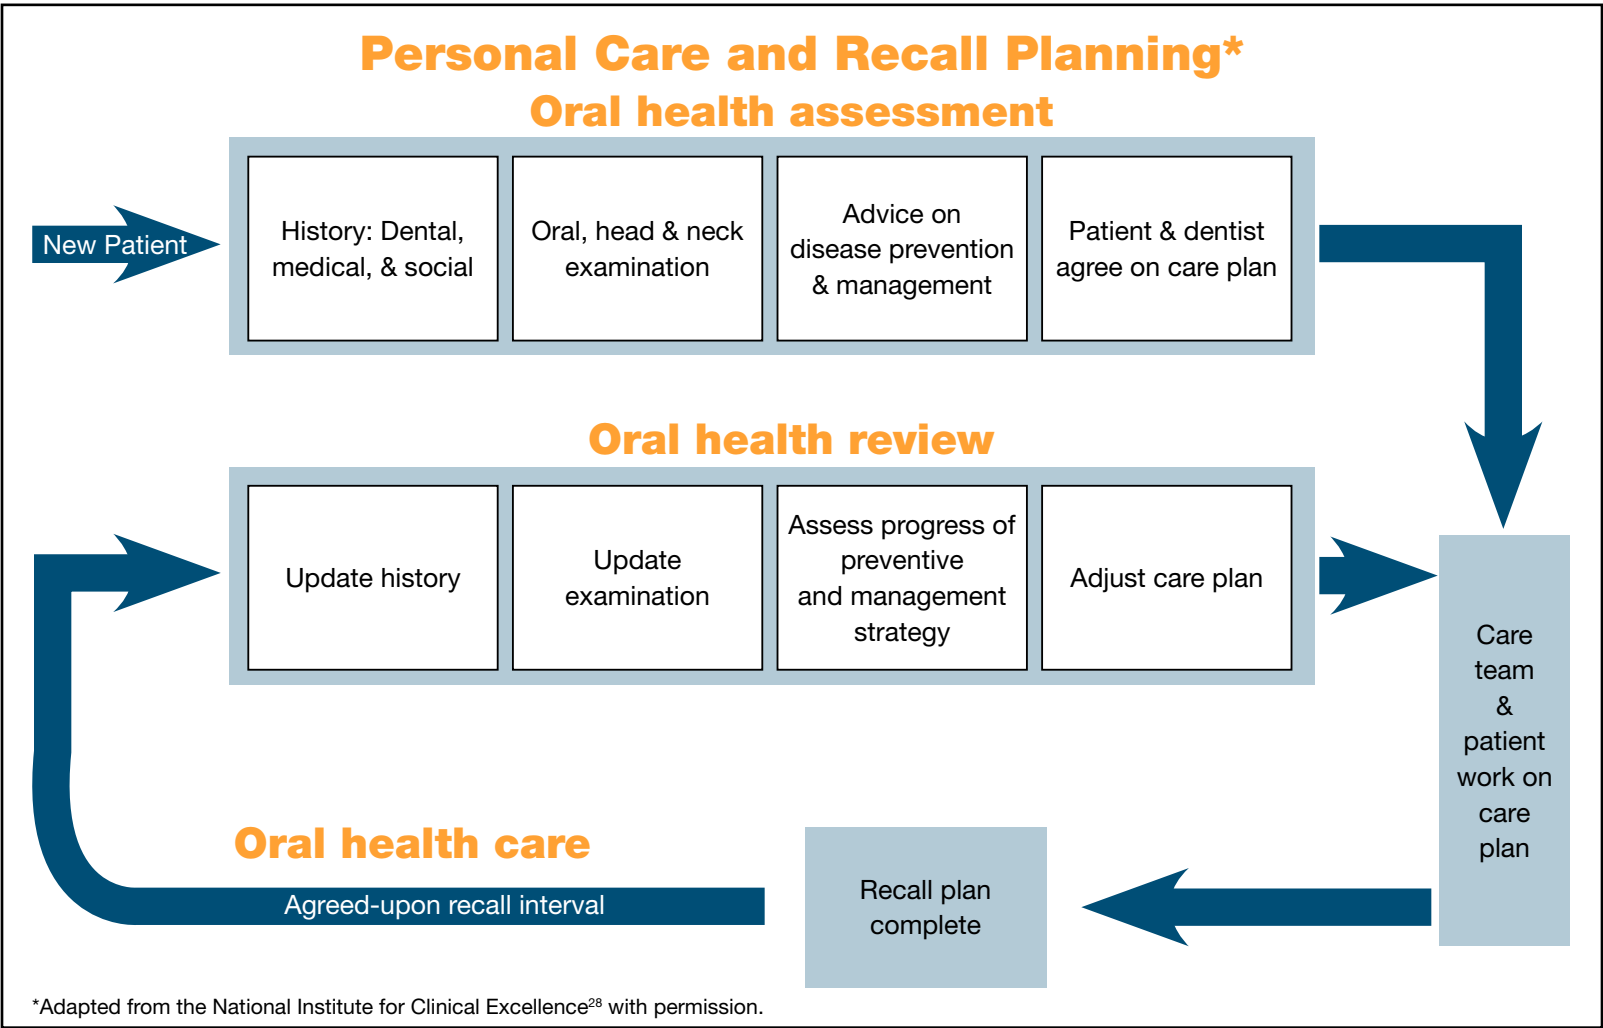 Personal Care and Recall Planning*
Oral health assessment
New Patient
History: Dental,
medical, & social
Oral, head & neck
examination
Advice on
disease prevention
& management
Patient & dentist
agree on care plan
Oral health review
Update history
Update
examination
Assess progress of
preventive
and management
strategy
Adjust care plan
Care
team
&
patient
work on
care
plan
Oral health care
Agreed-upon recall interval
Recall plan
complete
*Adapted from the National Institute for Clinical Excellence²⁸ with permission.